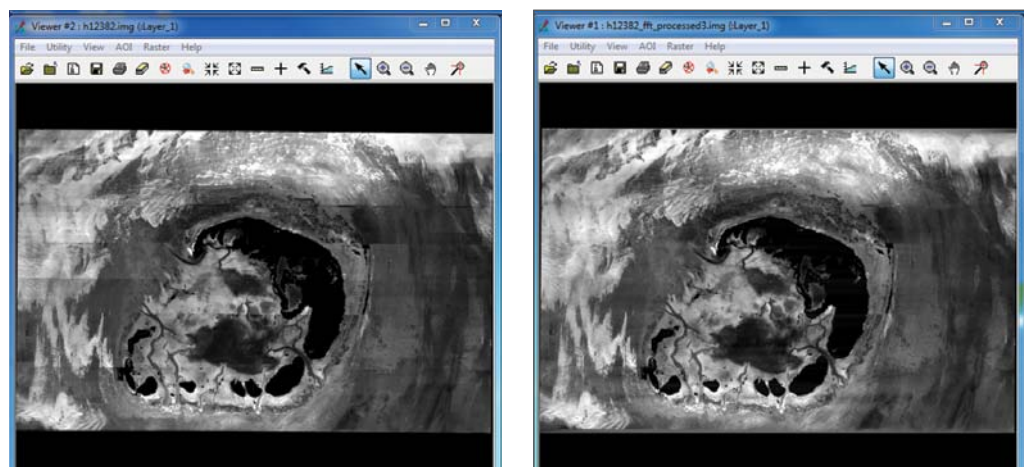 Viewer #2 : h12382.img (:Layer_1)
File Utility View AOI Raster Help
Viewer #1 : h12382_fft_processed3.img (:Layer_1)
File Utility View AOI Raster Help